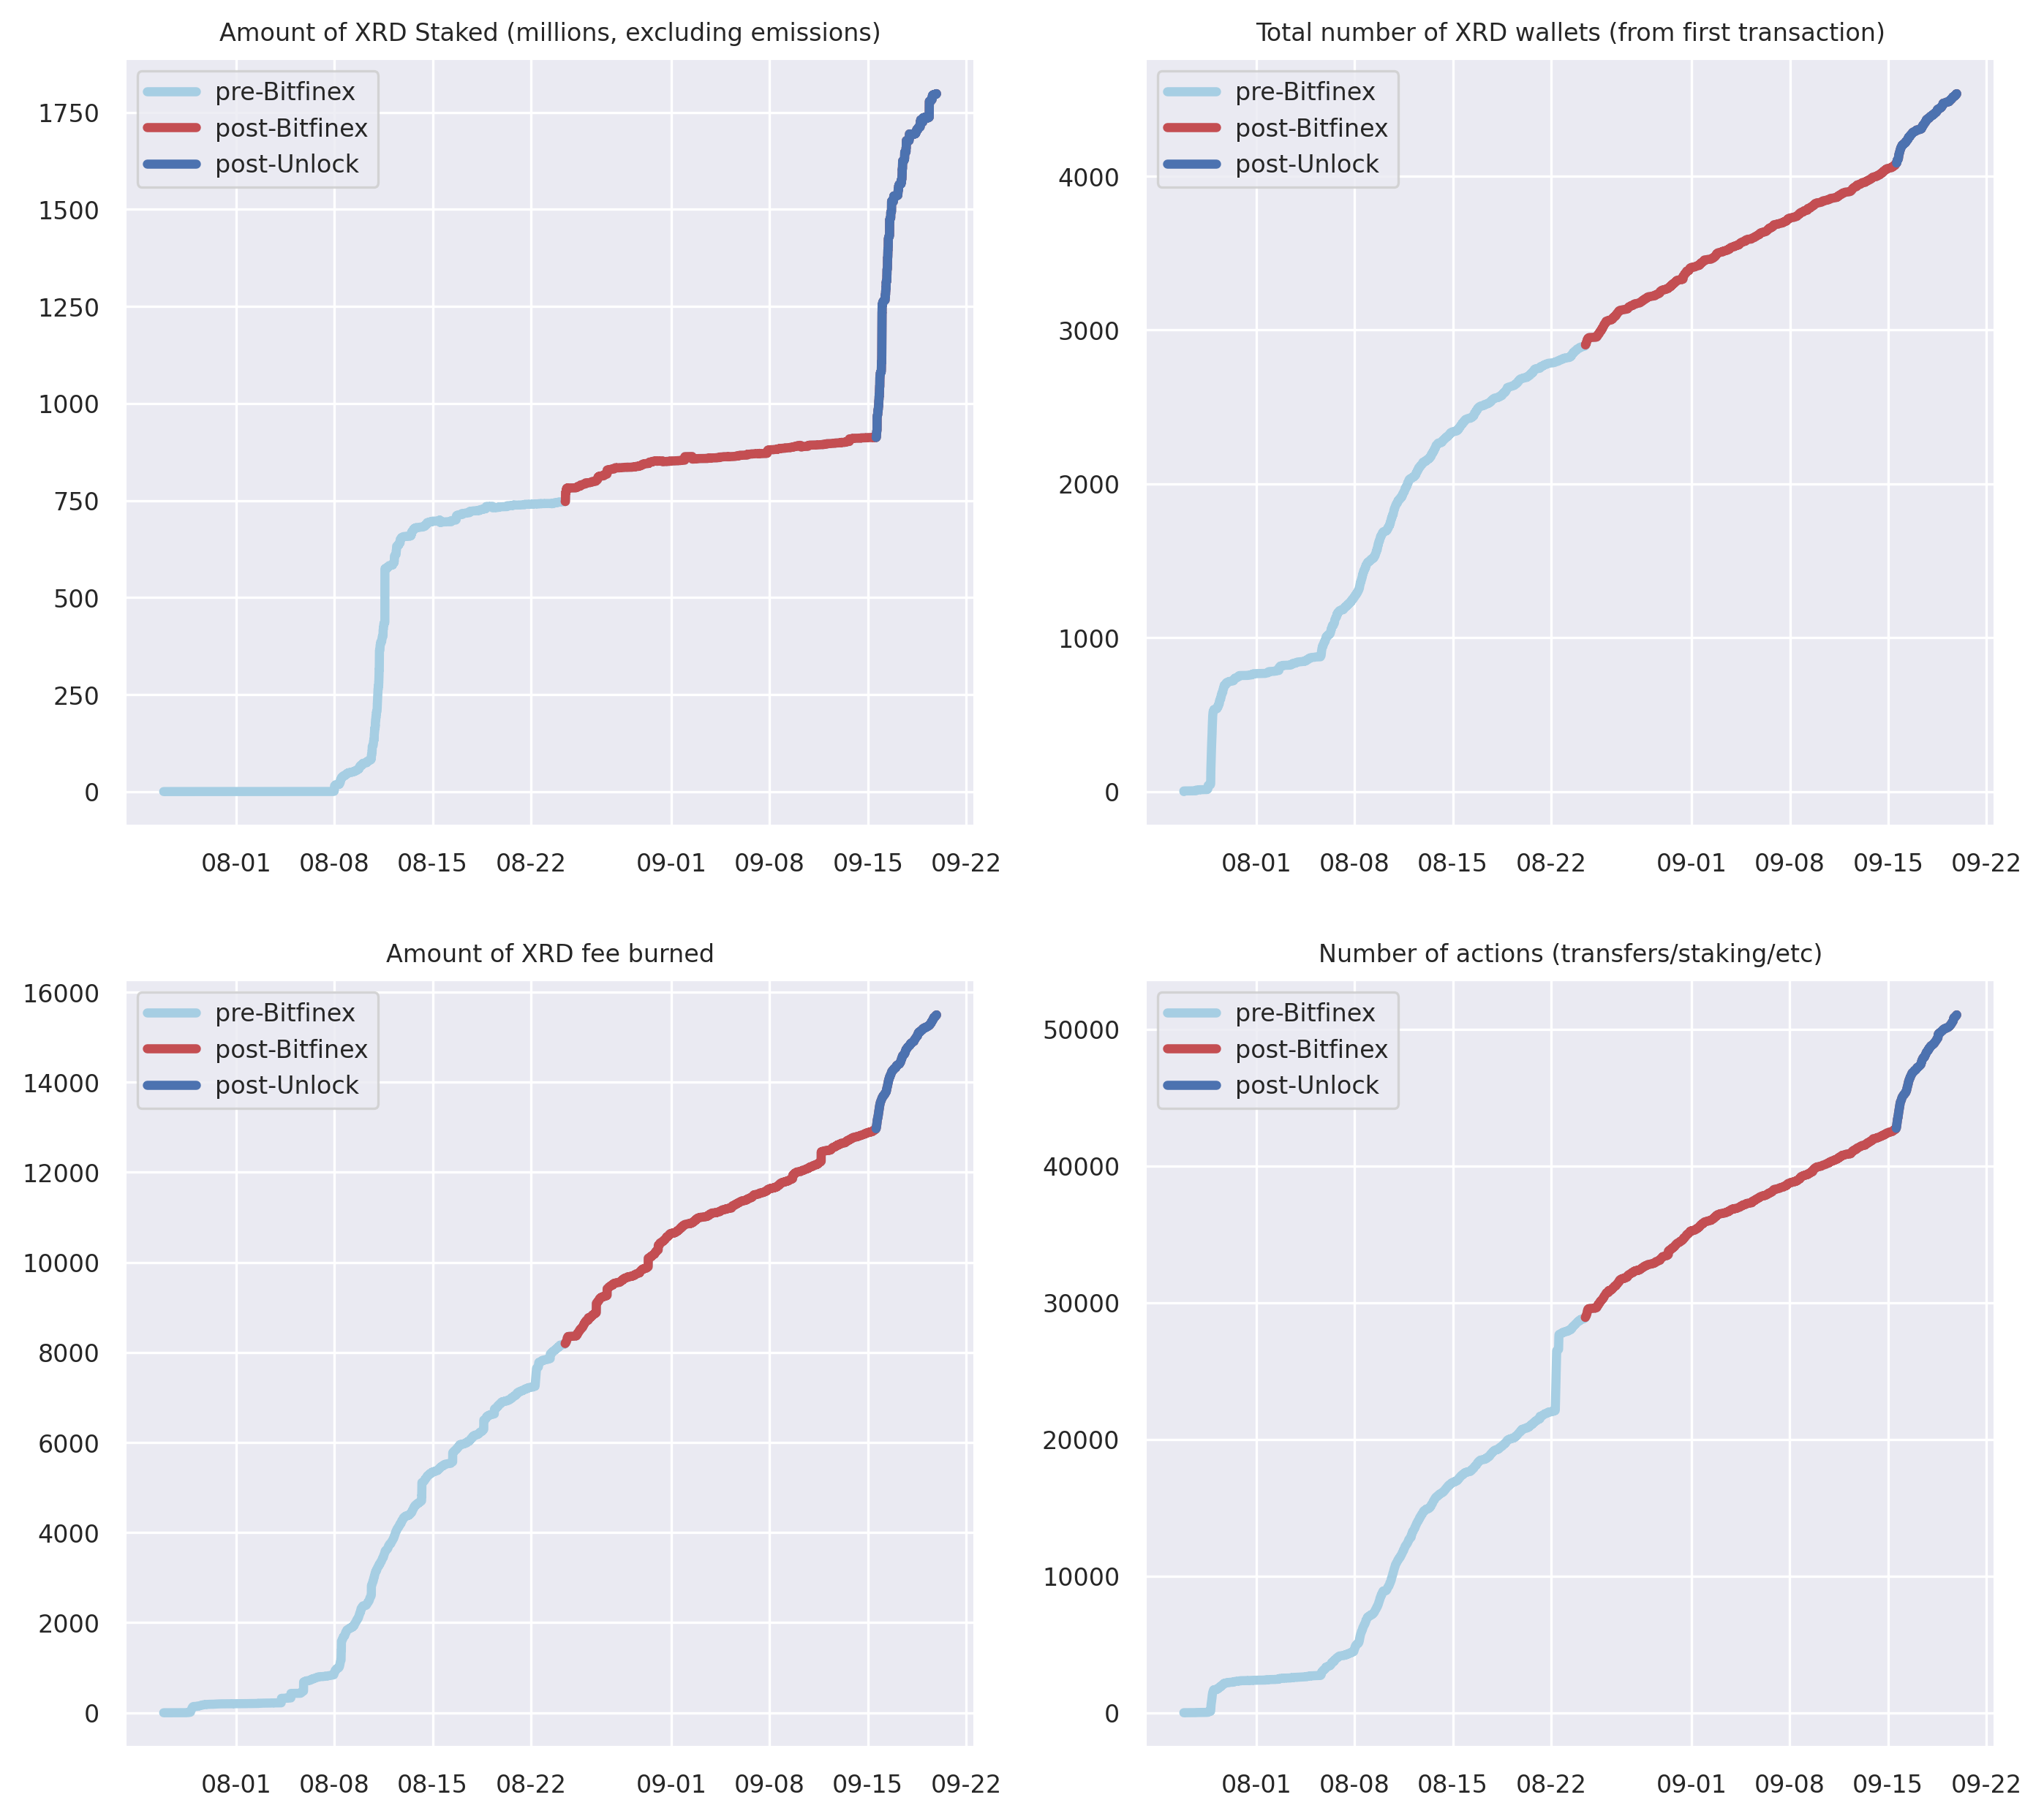 Amount of XRD Staked (millions, excluding emissions)
pre-Bitfinex
post-Bitfinex
post-Unlock
1750
1500
1250
1000
750
500
250
0
08-01 08-08 08-15 08-22 09-01 09-08 09-15 09-22
Total number of XRD wallets (from first transaction)
pre-Bitfinex
post-Bitfinex
post-Unlock
4000
3000
2000
1000
0
08-01 08-08 08-15 08-22 09-01 09-08 09-15 09-22
Amount of XRD fee burned
16000
pre-Bitfinex
post-Bitfinex
post-Unlock
14000
12000
10000
8000
6000
4000
2000
0
08-01 08-08 08-15 08-22 09-01 09-08 09-15 09-22
Number of actions (transfers/staking/etc)
pre-Bitfinex
post-Bitfinex
post-Unlock
50000
40000
30000
20000
10000
0
08-01 08-08 08-15 08-22 09-01 09-08 09-15 09-22